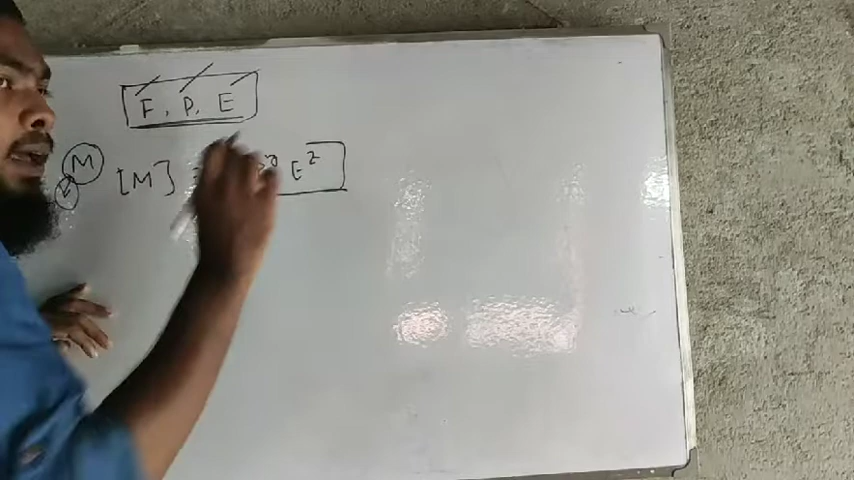 F, P, E
M
[M] E²